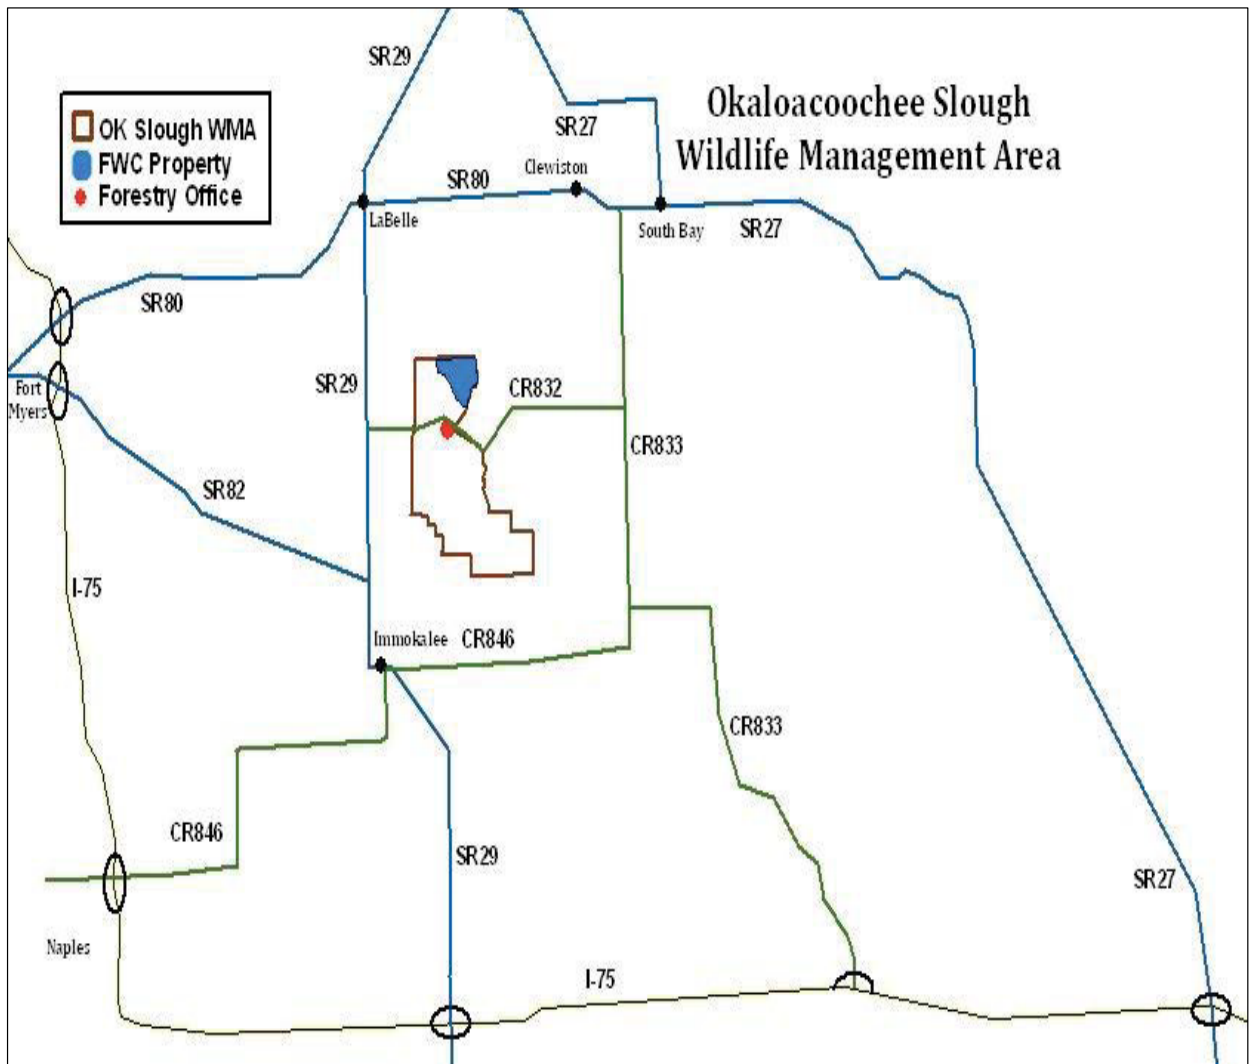 SR29
Okaloacoochee Slough
Wildlife Management Area
OK Slough WMA
FWC Property
Forestry Office
SR27
Clewiston
SR80
LaBelle
South Bay
SR27
SR80
SR29
CR832
Fort
Myers
CR833
SR82
I-75
Immokalee
CR846
CR833
CR846
SR29
SR27
Naples
I-75